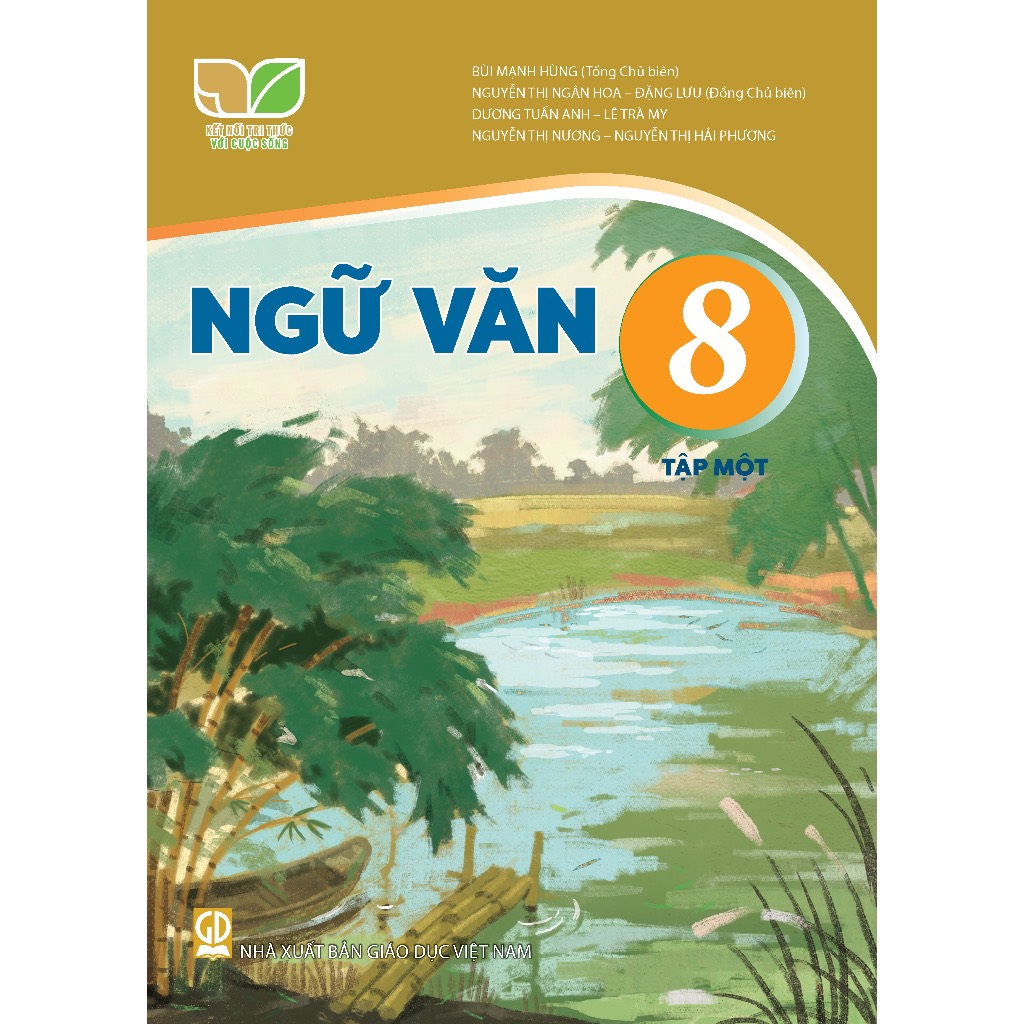 BÙI MẠNH HÙNG (Tổng Chủ biên)
NGUYỄN THỊ NGÂN HOA – ĐẶNG LƯU (Đồng Chủ biên)
DƯƠNG TUẤN ANH – LÊ TRÀ MY
NGUYỄN THỊ NƯƠNG – NGUYỄN THỊ HẢI PHƯƠNG
KẾT NỐI TRI THỨC
VỚI CUỘC SỐNG
NGỮ VĂN 8
TẬP MỘT
GD
NHÀ XUẤT BẢN GIÁO DỤC VIỆT NAM